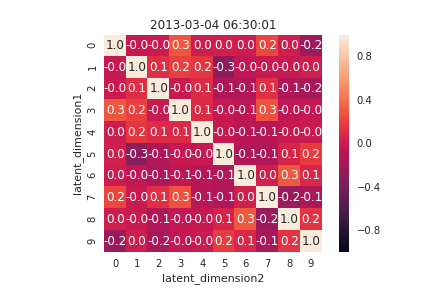 2013-03-04 06:30:01
latent_dimension1
0 1.0 -0.0 -0.0 0.3 0.0 0.0 0.0 0.2 0.0 -0.2
1 -0.0 1.0 0.1 0.2 0.2 -0.3 -0.0 -0.0 -0.0 0.0
2 -0.0 0.1 1.0 -0.0 0.1 -0.1 -0.1 0.1 -0.1 -0.2
3 0.3 0.2 -0.0 1.0 0.1 -0.0 -0.1 0.3 -0.0 -0.0
4 0.0 0.2 0.1 0.1 1.0 -0.0 -0.1 -0.1 -0.0 0.0
5 0.0 -0.3 -0.1 -0.0 -0.0 1.0 -0.1 -0.1 0.1 0.2
6 0.0 -0.0 -0.1 -0.1 -0.1 -0.1 1.0 0.0 0.3 0.1
7 0.2 -0.0 0.1 0.3 -0.1 -0.1 0.0 1.0 -0.2 -0.1
8 0.0 -0.0 -0.1 -0.0 -0.0 0.1 0.3 -0.2 1.0 0.2
9 -0.2 0.0 -0.2 -0.0 0.0 0.2 0.1 -0.1 0.2 1.0
0 1 2 3 4 5 6 7 8 9
latent_dimension2
0.8
0.4
0.0
-0.4
-0.8